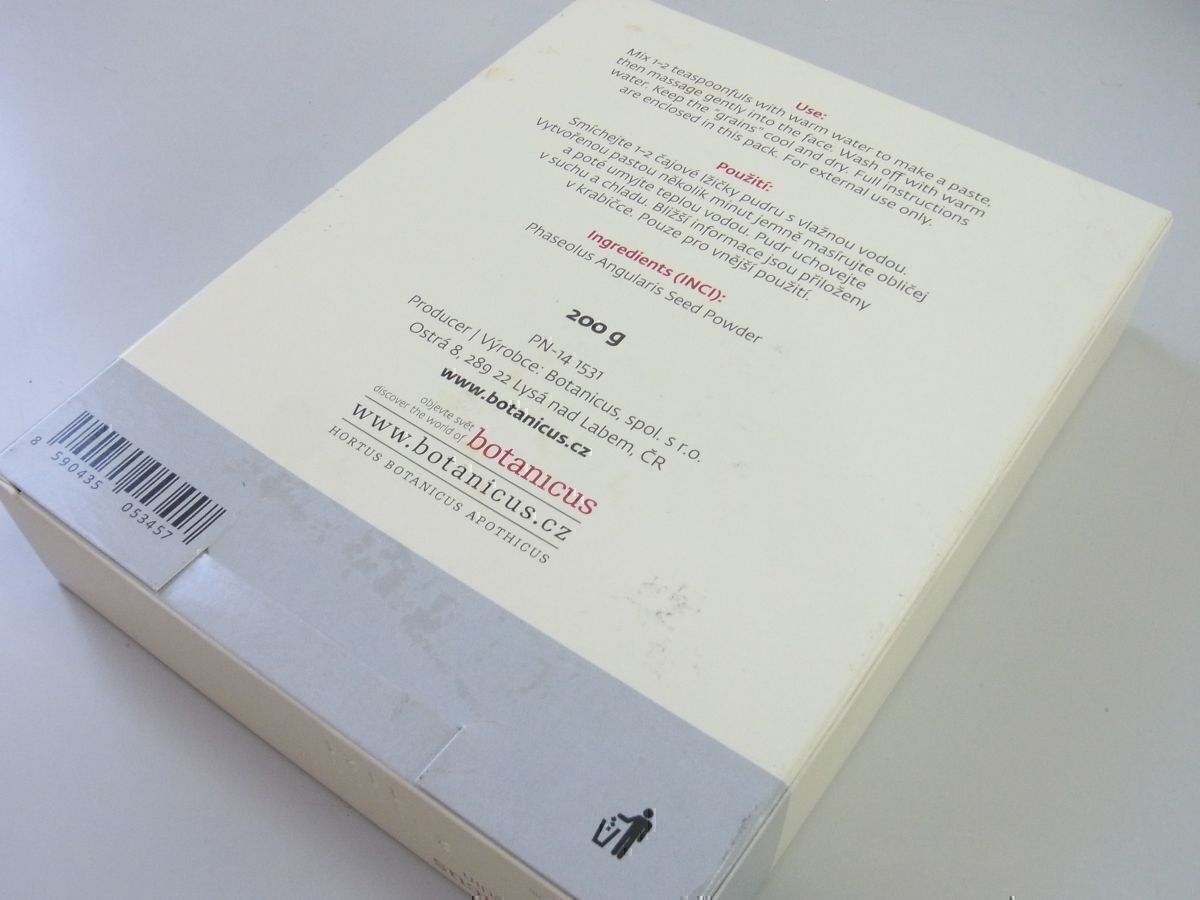 Use:
Mix 1-2 teaspoonfuls with warm water to make a paste,
then massage gently into the face. Wash off with warm
water. Keep the "grains" cool and dry. Full instructions
are enclosed in this pack. For external use only.
Použití:
Smíchejte 1-2 čajové lžičky pudru s vlažnou vodou.
Vytvořenou pastou několik minut jemně masírujte obličej
a poté umyjte teplou vodou. Pudr uchovejte
v suchu a chladu. Bližší informace jsou přiloženy
v krabičce. Pouze pro vnější použití.
Ingredients (INCI):
Phaseolus Angularis Seed Powder
200 g
PN-14 1531
Producer | Výrobce: Botanicus, spol. s r.o.
Ostrá 8, 289 22 Lysá nad Labem, ČR
www.botanicus.cz
objevte svět
discover the world of botanicus
www.botanicus.cz
HORTUS BOTANICUS APOTHICUS
8 590435 053457